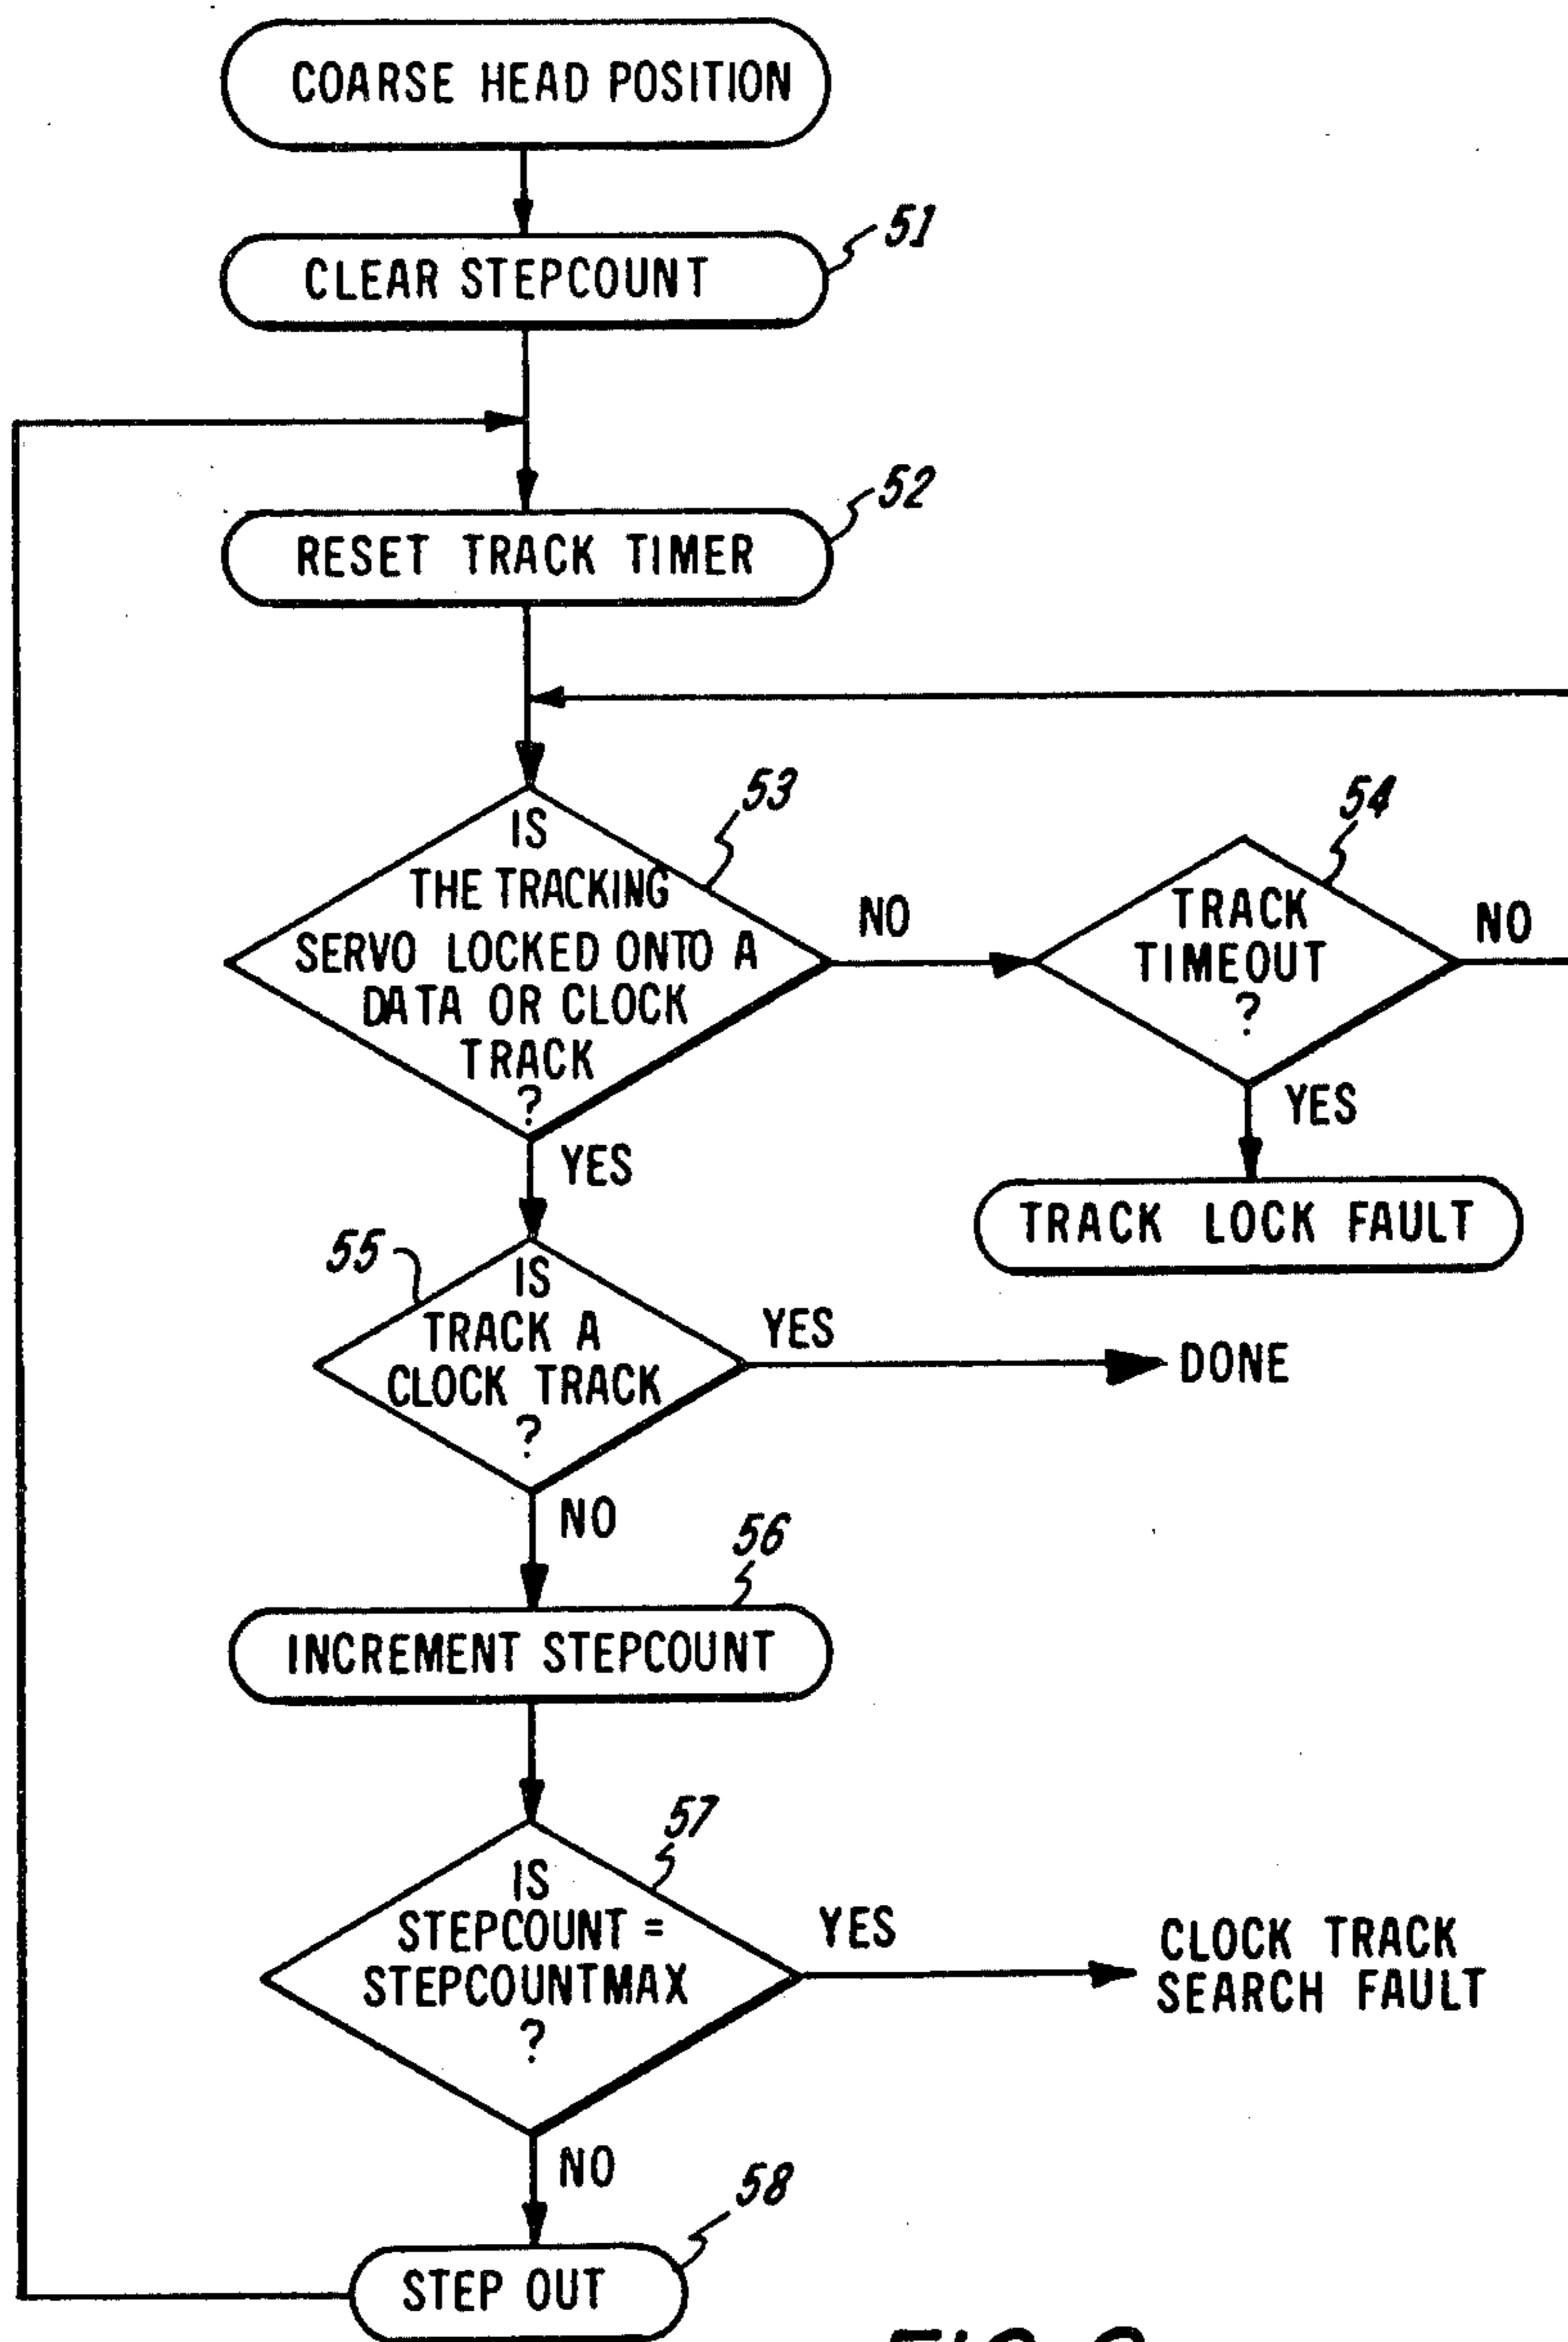 COARSE HEAD POSITION
51
CLEAR STEPCOUNT
52
RESET TRACK TIMER
53
IS
THE TRACKING
SERVO LOCKED ONTO A
DATA OR CLOCK
TRACK
?
NO
54
TRACK
TIMEOUT
?
NO
YES
TRACK LOCK FAULT
YES
55
IS
TRACK A
CLOCK TRACK
?
YES
DONE
NO
56
INCREMENT STEPCOUNT
57
IS
STEPCOUNT =
STEPCOUNTMAX
?
YES
CLOCK TRACK
SEARCH FAULT
NO
58
STEP OUT